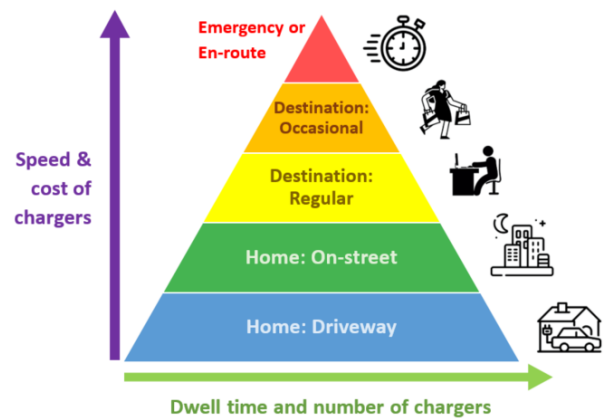 Emergency or
En-route
Destination:
Occasional
Speed &
cost of
chargers
Destination:
Regular
Home: On-street
Home: Driveway
Dwell time and number of chargers